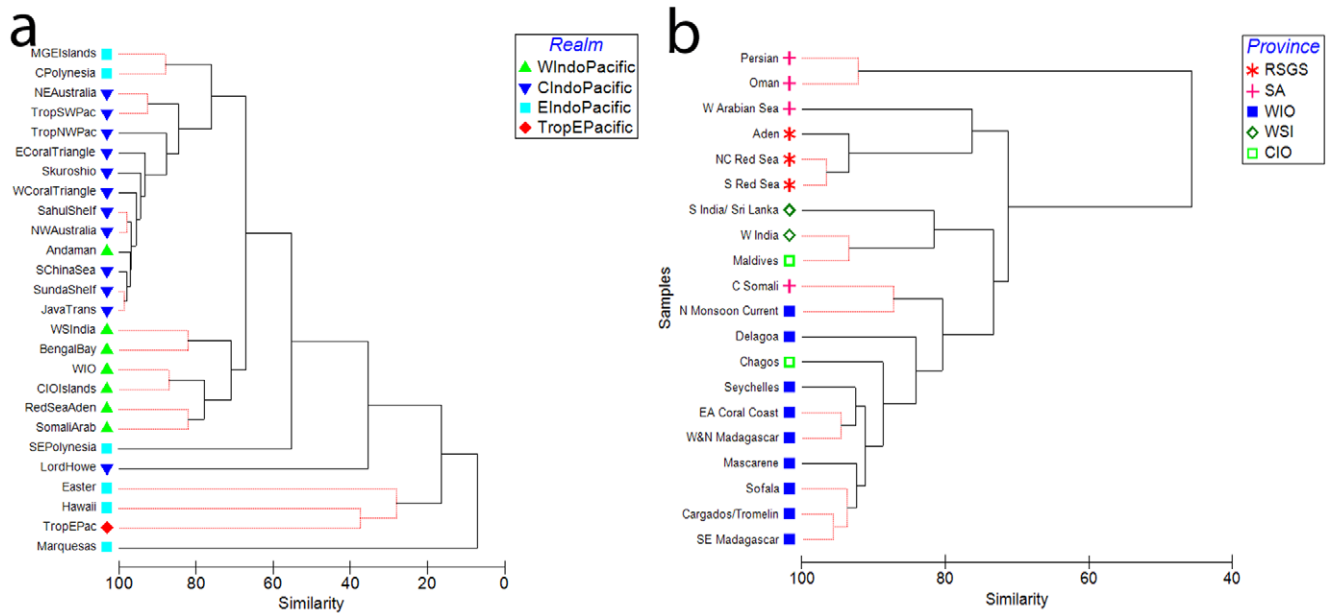 a
MGEIslands
CPolynesia
NEAustralia
TropSWPac
TropNWPac
ECoralTriangle
Skuroshio
WCoralTriangle
SahulShelf
NWAustralia
Andaman
SChinaSea
SundaShelf
JavaTrans
WSIndia
BengalBay
WIO
CIOIslands
RedSeaAden
SomaliArab
SEPolynesia
LordHowe
Easter
Hawaii
TropEPac
Marquesas
100 80 60 40 20 0
Similarity
Realm
WIndoPacific
CIndoPacific
EIndoPacific
TropEPacific
b
Samples
Persian
Oman
W Arabian Sea
Aden
NC Red Sea
S Red Sea
S India/ Sri Lanka
W India
Maldives
C Somali
N Monsoon Current
Delagoa
Chagos
Seychelles
EA Coral Coast
W&N Madagascar
Mascarene
Sofala
Cargados/Tromelin
SE Madagascar
100 80 60 40
Similarity
Province
RSGS
SA
WIO
WSI
CIO